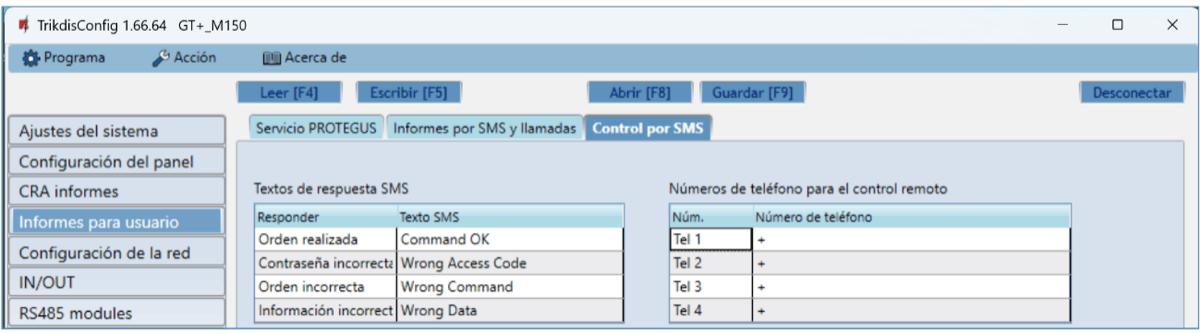 TrikdisConfig 1.66.64 GT+_M150
Programa Acción Acerca de
Leer [F4] Escribir [F5] Abrir [F8] Guardar [F9] Desconectar
Servicio PROTEGUS Informes por SMS y llamadas Control por SMS
Ajustes del sistema
Configuración del panel
CRA informes
Informes para usuario
Configuración de la red
IN/OUT
RS485 modules
Textos de respuesta SMS
Responder Texto SMS
Orden realizada Command OK
Contraseña incorrecta Wrong Access Code
Orden incorrecta Wrong Command
Información incorrect Wrong Data
Números de teléfono para el control remoto
Núm. Número de teléfono
Tel 1 +
Tel 2 +
Tel 3 +
Tel 4 +